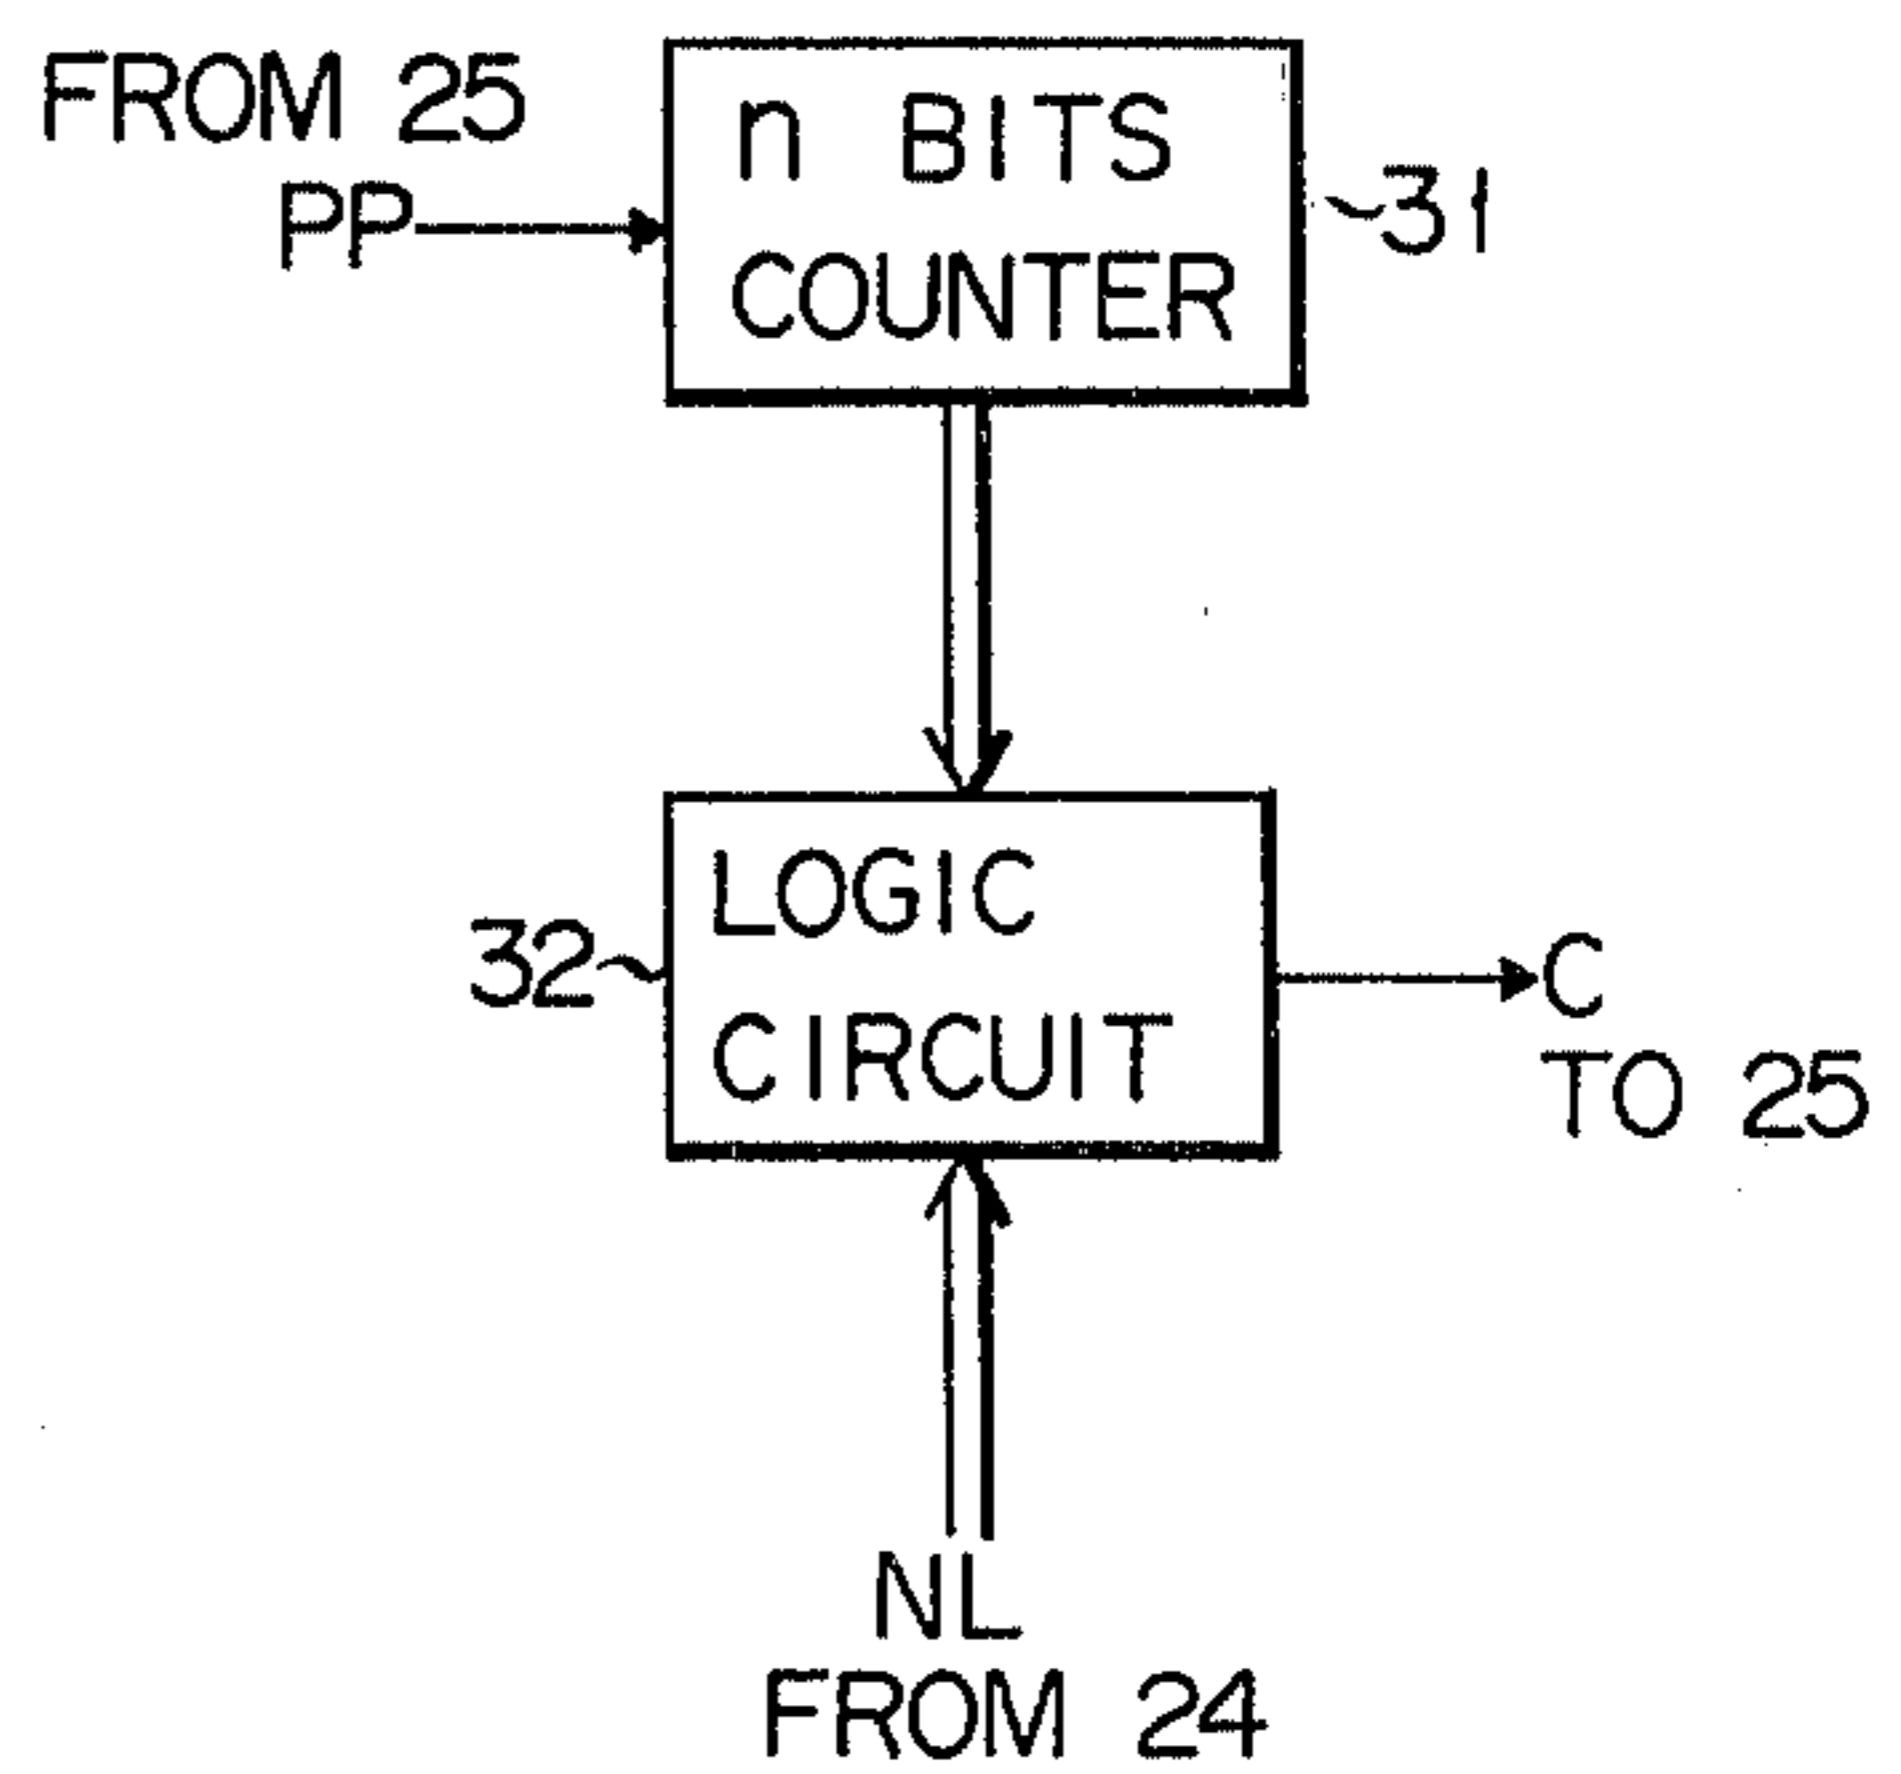 FROM 25
PP
n BITS
COUNTER
31
LOGIC
CIRCUIT
32
C
TO 25
NL
FROM 24